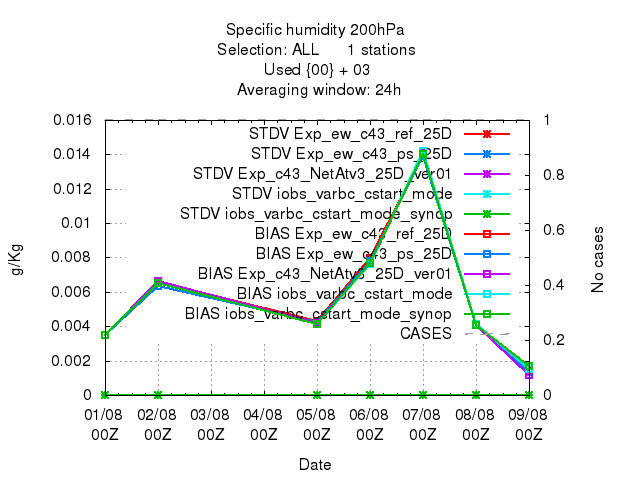 Specific humidity 200hPa
Selection: ALL 1 stations
Used {00} + 03
Averaging window: 24h
0.016
0.014
0.012
0.01
0.008
0.006
0.004
0.002
0
g/Kg
STDV Exp_ew_c43_ref_25D
STDV Exp_ew_c43_ps_25D
STDV Exp_c43_NetAtv3_25D_ver01
STDV iobs_varbc_cstart_mode
STDV iobs_varbc_cstart_mode_synop
BIAS Exp_ew_c43_ref_25D
BIAS Exp_ew_c43_ps_25D
BIAS Exp_c43_NetAtv3_25D_ver01
BIAS iobs_varbc_cstart_mode
BIAS iobs_varbc_cstart_mode_synop
CASES
1
0.8
0.6
0.4
0.2
0
No cases
01/08 02/08 03/08 04/08 05/08 06/08 07/08 08/08 09/08
00Z 00Z 00Z 00Z 00Z 00Z 00Z 00Z 00Z
Date